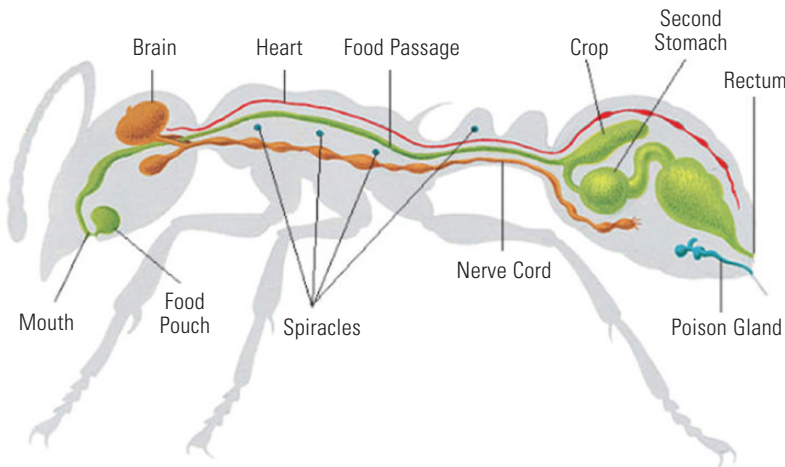 Brain
Heart
Food Passage
Crop
Second
Stomach
Rectum
Mouth
Food
Pouch
Spiracles
Nerve Cord
Poison Gland